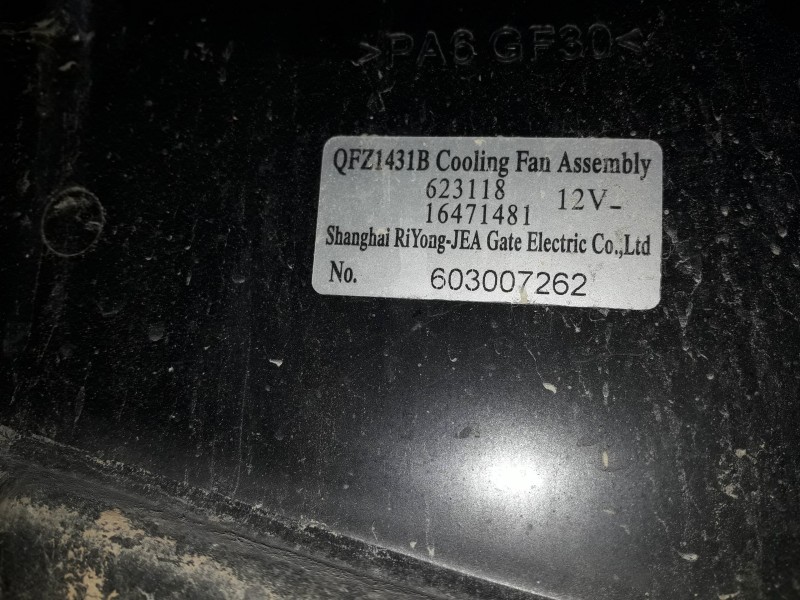 >PA6 GF30<
QFZ1431B Cooling Fan Assembly
623118 12V-
16471481
Shanghai RiYong-JEA Gate Electric Co.,Ltd
No. 603007262